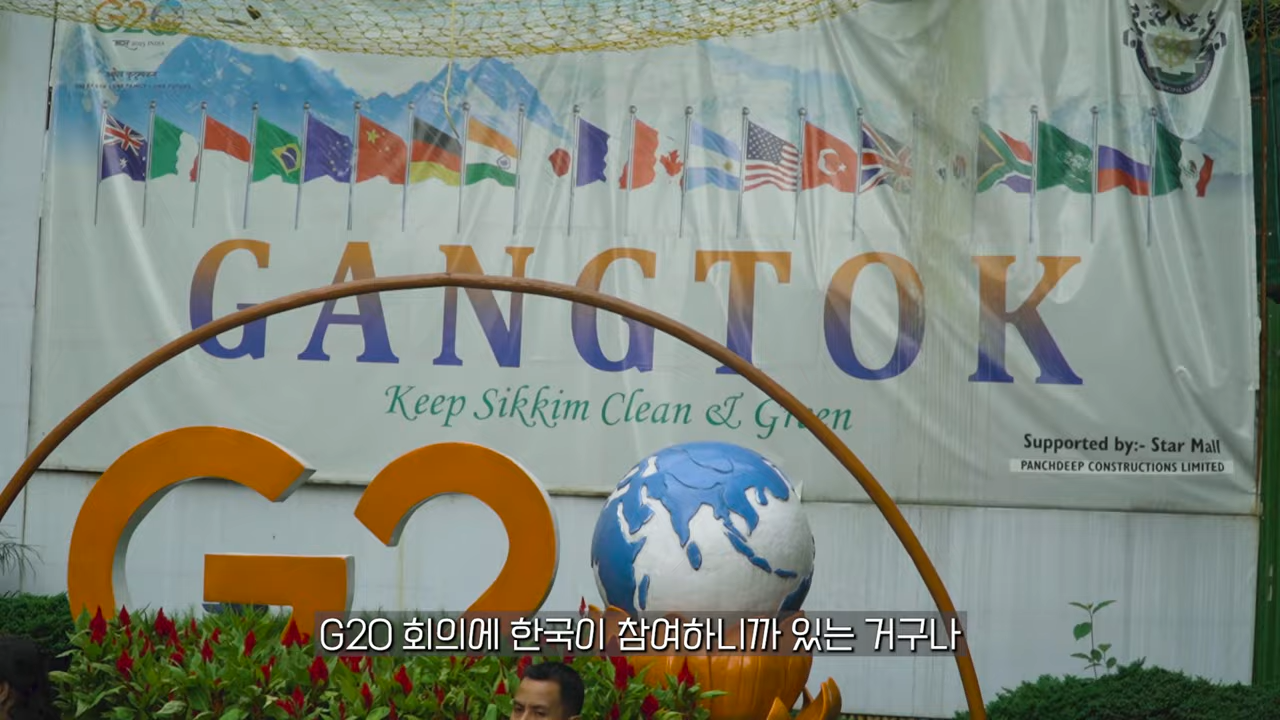 G20
GANGTOK
Keep Sikkim Clean & Green
Supported by:- Star Mall
PANCHDEEP CONSTRUCTIONS LIMITED
G2
G20 회의에 한국이 참여하니까 있는 거구나